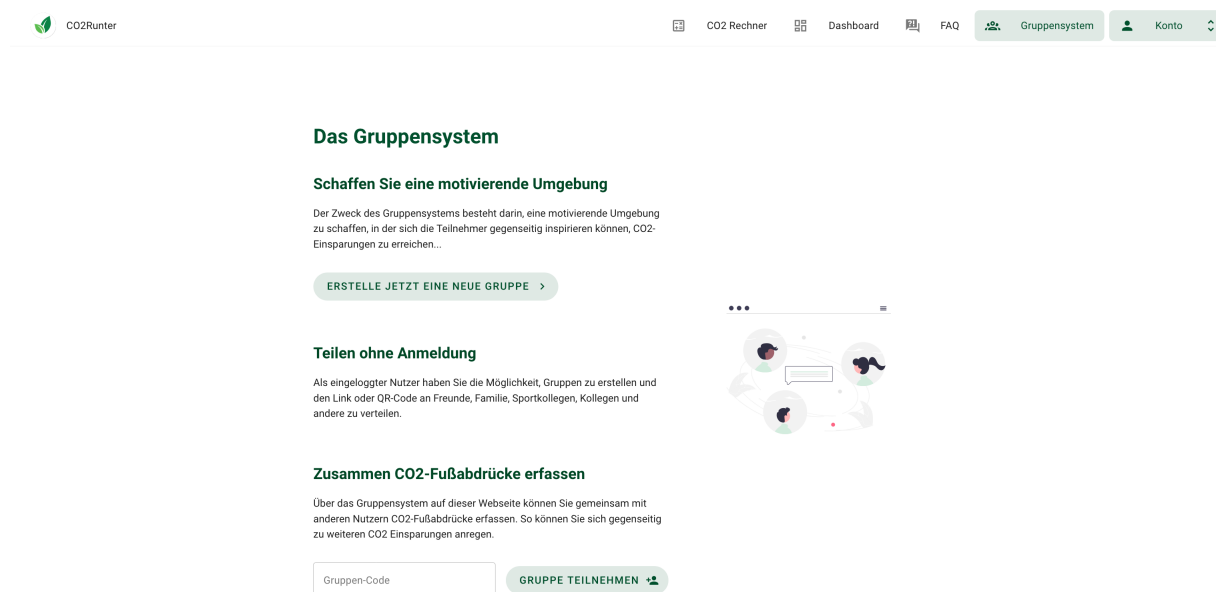 CO2Runter
CO2 Rechner
Dashboard
FAQ
Gruppensystem
Konto
Das Gruppensystem
Schaffen Sie eine motivierende Umgebung
Der Zweck des Gruppensystems besteht darin, eine motivierende Umgebung
zu schaffen, in der sich die Teilnehmer gegenseitig inspirieren können, CO2-
Einsparungen zu erreichen...
ERSTELLE JETZT EINE NEUE GRUPPE
Teilen ohne Anmeldung
Als eingeloggter Nutzer haben Sie die Möglichkeit, Gruppen zu erstellen und
den Link oder QR-Code an Freunde, Familie, Sportkollegen, Kollegen und
andere zu verteilen.
Zusammen CO2-Fußabdrücke erfassen
Über das Gruppensystem auf dieser Webseite können Sie gemeinsam mit
anderen Nutzern CO2-Fußabdrücke erfassen. So können Sie sich gegenseitig
zu weiteren CO2 Einsparungen anregen.
Gruppen-Code
GRUPPE TEILNEHMEN